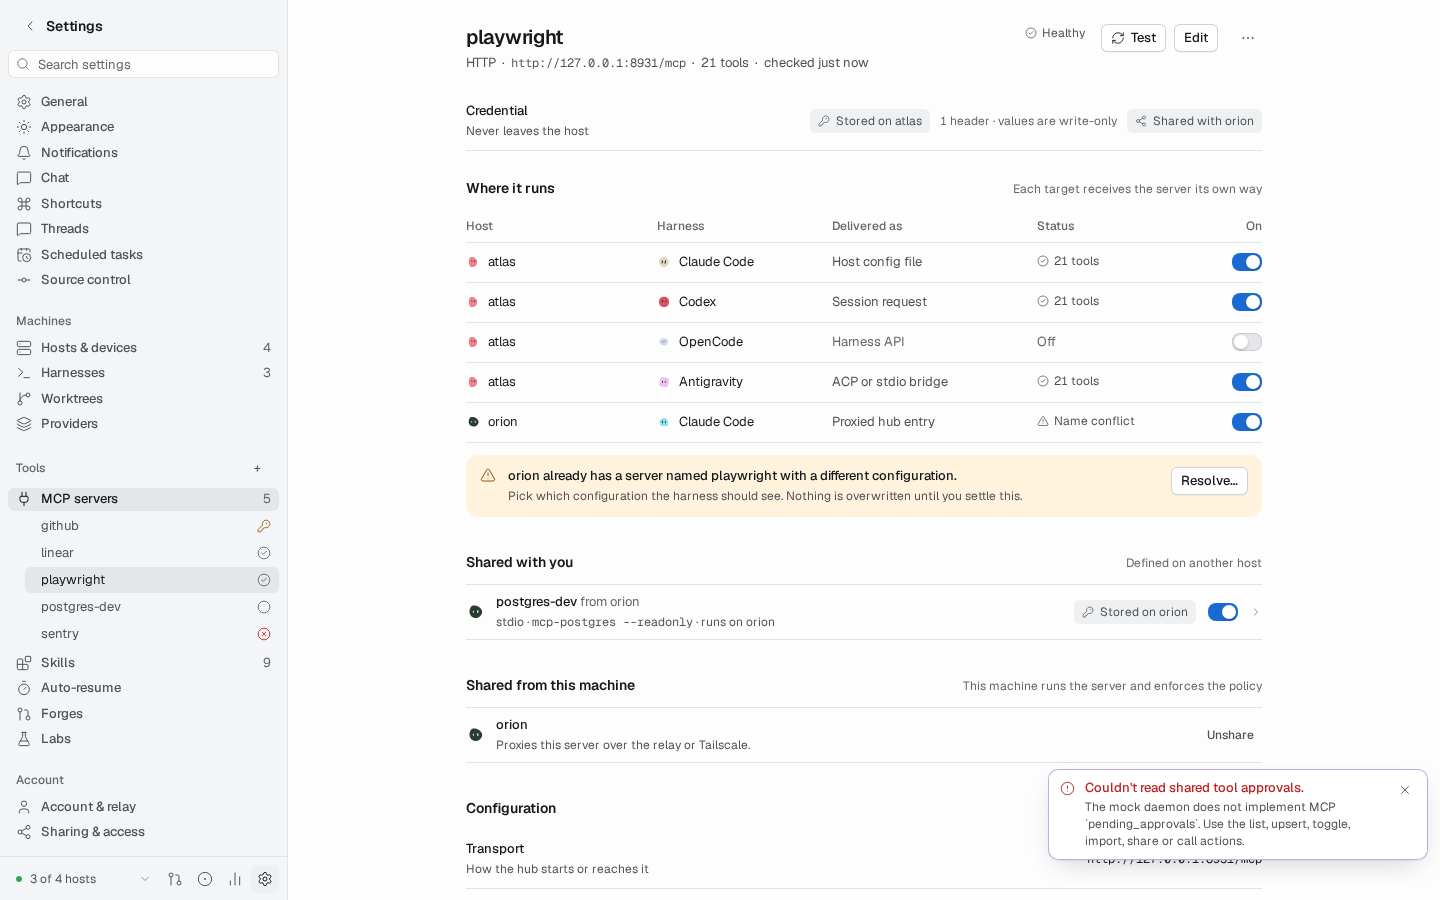 Settings
Search settings
General
Appearance
Notifications
Chat
Shortcuts
Threads
Scheduled tasks
Source control
Machines
Hosts & devices 4
Harnesses 3
Worktrees
Providers
Tools +
MCP servers 5
github
linear
playwright
postgres-dev
sentry
Skills 9
Auto-resume
Forges
Labs
Account
Account & relay
Sharing & access
3 of 4 hosts
playwright
Healthy Test Edit ···
HTTP · http://127.0.0.1:8931/mcp · 21 tools · checked just now
Credential
Never leaves the host
Stored on atlas 1 header · values are write-only Shared with orion
Where it runs Each target receives the server its own way
Host Harness Delivered as Status On
atlas Claude Code Host config file 21 tools
atlas Codex Session request 21 tools
atlas OpenCode Harness API Off
atlas Antigravity ACP or stdio bridge 21 tools
orion Claude Code Proxied hub entry Name conflict
orion already has a server named playwright with a different configuration.
Pick which configuration the harness should see. Nothing is overwritten until you settle this.
Resolve...
Shared with you Defined on another host
postgres-dev from orion
stdio · mcp-postgres --readonly · runs on orion
Stored on orion
Shared from this machine This machine runs the server and enforces the policy
orion
Proxies this server over the relay or Tailscale.
Unshare
Configuration
Transport
How the hub starts or reaches it
http://127.0.0.1:8931/mcp
Couldn't read shared tool approvals.
The mock daemon does not implement MCP
`pending_approvals`. Use the list, upsert, toggle,
import, share or call actions.